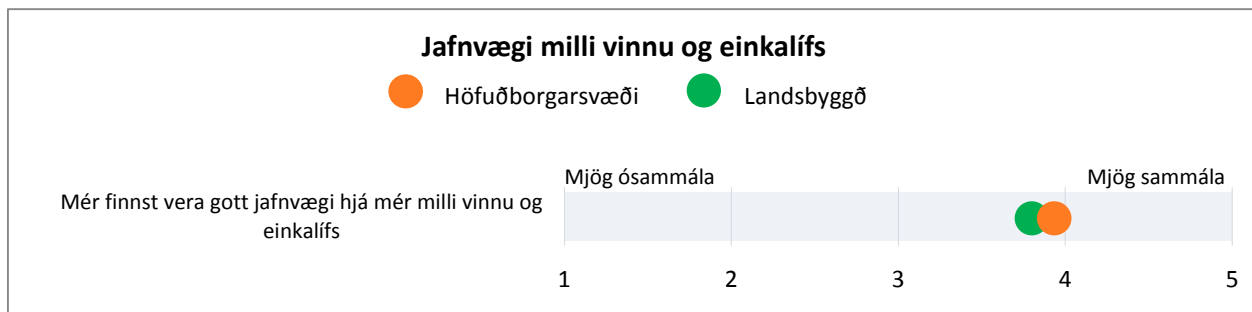 Jafnvægi milli vinnu og einkalífs
Höfuðborgarsvæði Landsbyggð
Mjög ósammála Mjög sammála
Mér finnst vera gott jafnvægi hjá mér milli vinnu og
einkalífs
1 2 3 4 5